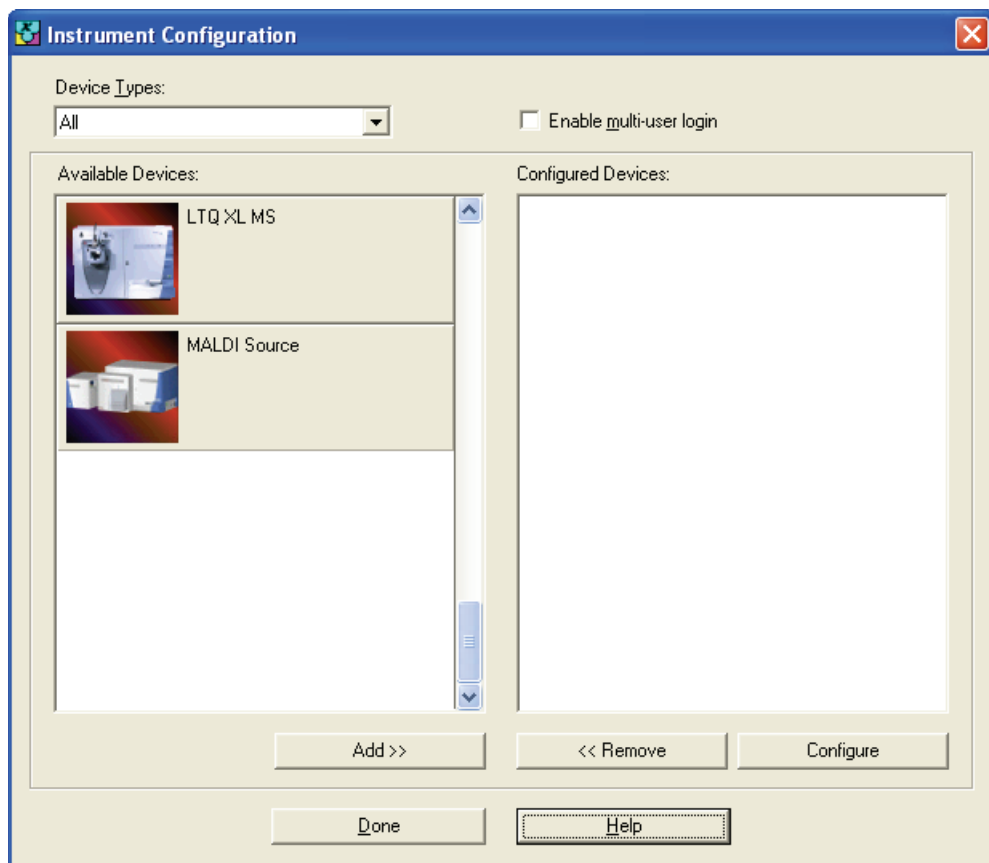 Instrument Configuration
Device Types:
All
Enable multi-user login
Available Devices:
Configured Devices:
LTQ XL MS
MALDI Source
Add >>
<< Remove
Configure
Done
Help